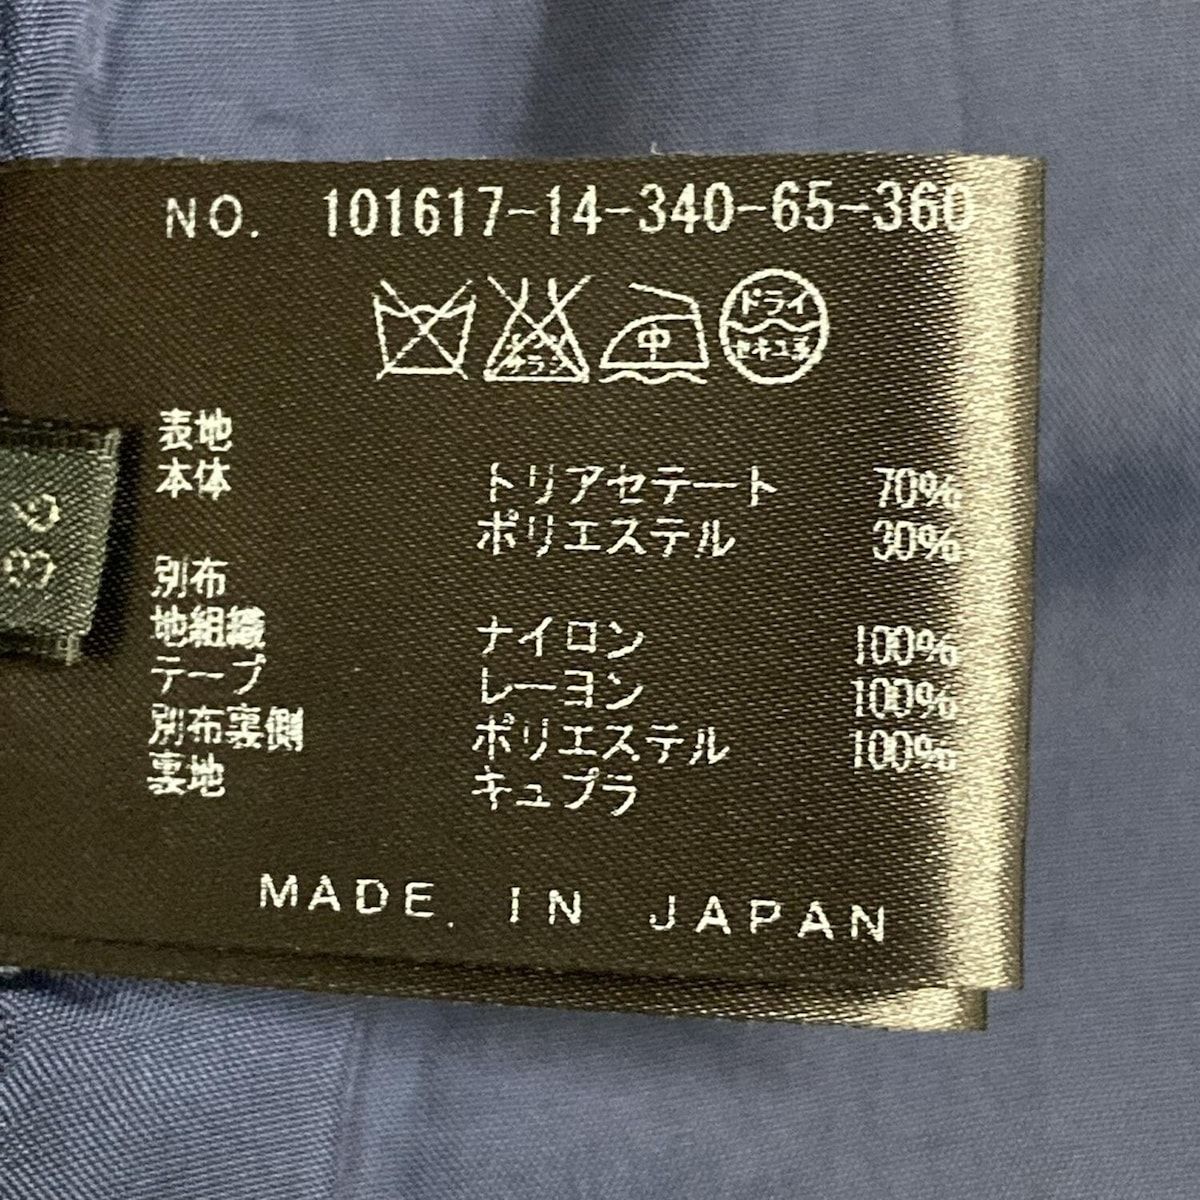 NO. 101617-14-340-65-360
中 ドライ
セキユ系
表地
本体 トリアセテート 70%
ポリエステル 30%
別布
地組織 ナイロン 100%
テープ レーヨン 100%
別布裏側 ポリエステル 100%
裏地 キュプラ
MADE. IN JAPAN
36